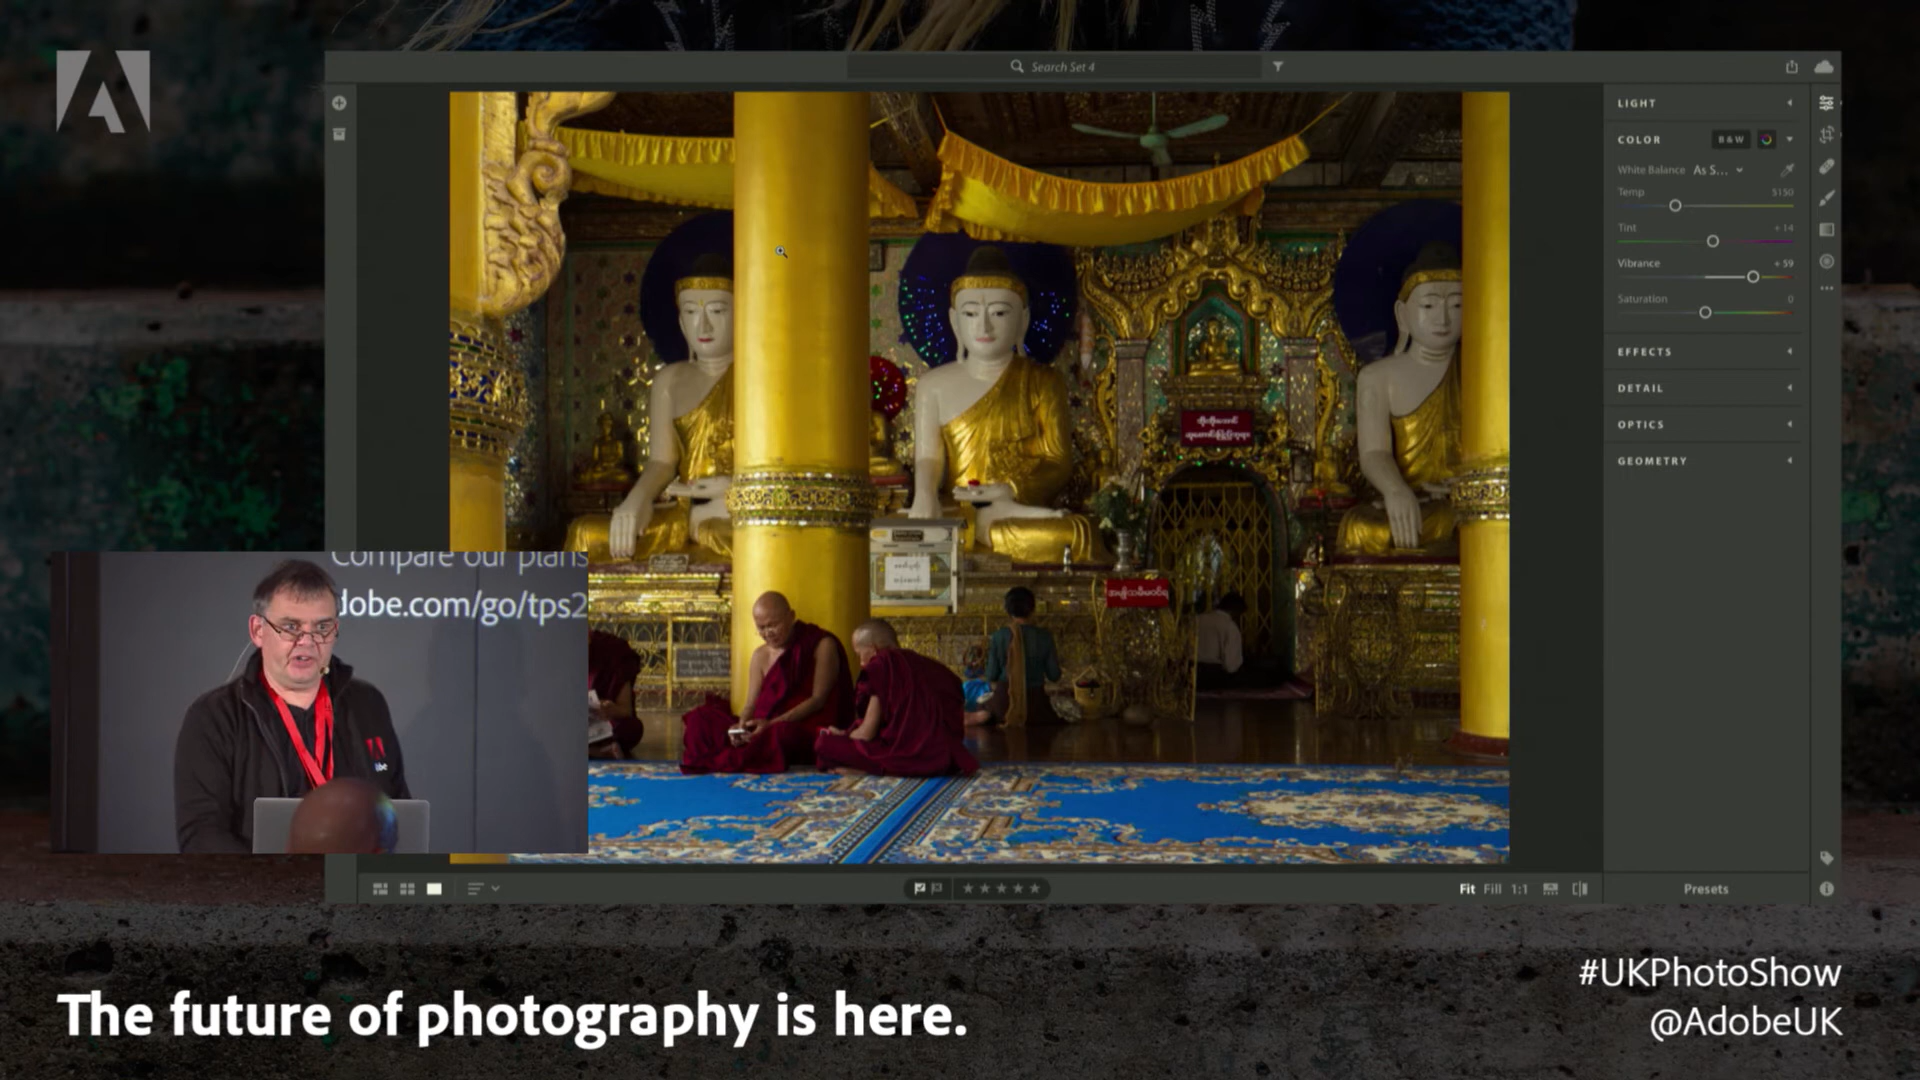 Search Set 4
LIGHT
COLOR
B & W
White Balance As S...
Temp 5150
Tint + 14
Vibrance + 59
Saturation 0
EFFECTS
DETAIL
OPTICS
GEOMETRY
Compare our plans
dobe.com/go/tps2
Fit Fill 1:1
Presets
The future of photography is here.
#UKPhotoShow
@AdobeUK